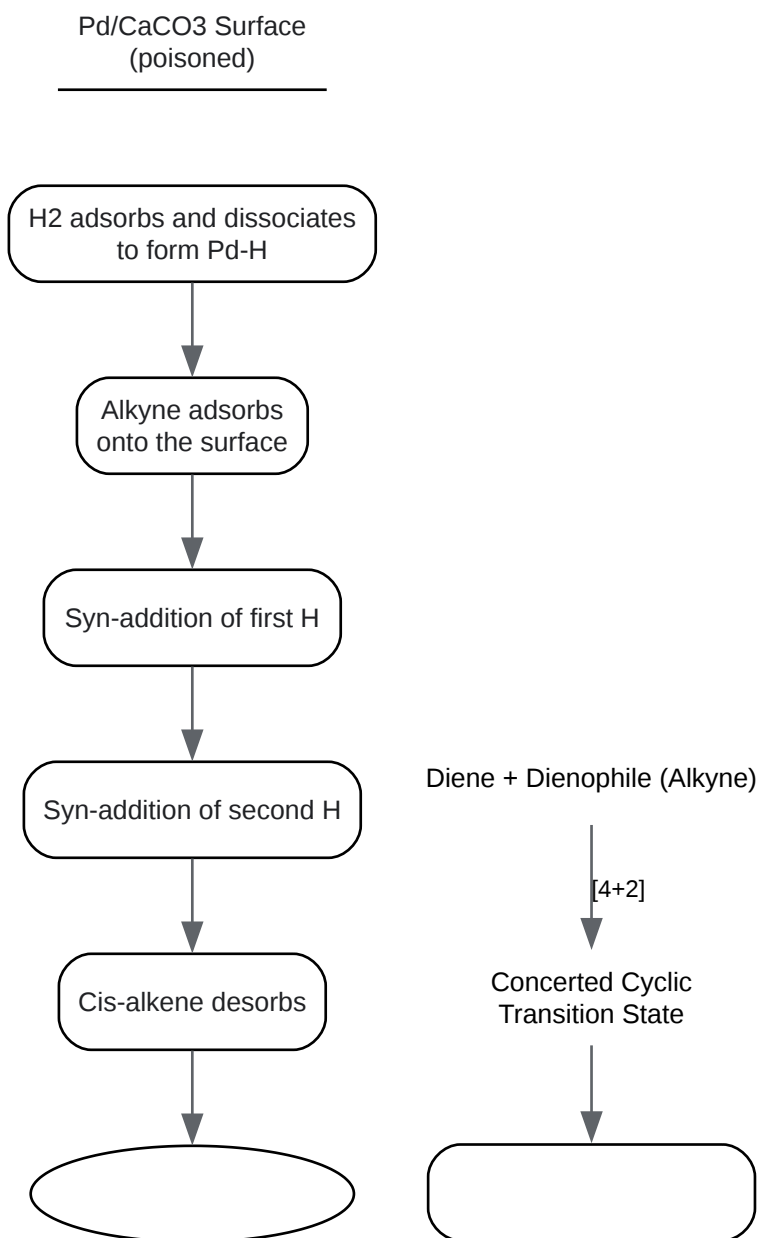 Pd/CaCO3 Surface
(poisoned)
H2 adsorbs and dissociates
to form Pd-H
Alkyne adsorbs
onto the surface
Syn-addition of first H
Syn-addition of second H
Cis-alkene desorbs
Diene + Dienophile (Alkyne)
[4+2]
Concerted Cyclic
Transition State